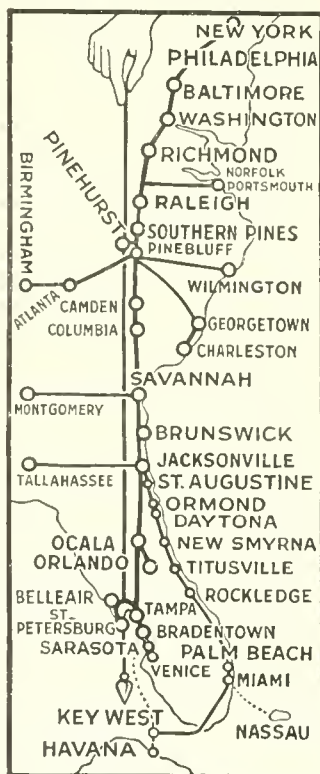 NEW YORK
PHILADELPHIA
BALTIMORE
WASHINGTON
RICHMOND
NORFOLK
PORTSMOUTH
RALEIGH
PINEHURST
SOUTHERN PINES
PINEBLUFF
BIRMINGHAM
ATLANTA
WILMINGTON
CAMDEN
COLUMBIA
GEORGETOWN
CHARLESTON
SAVANNAH
MONTGOMERY
BRUNSWICK
JACKSONVILLE
TALLAHASSEE
ST. AUGUSTINE
ORMOND
DAYTONA
OCALA
NEW SMYRNA
ORLANDO
TITUSVILLE
ROCKLEDGE
BELLEAIR
TAMPA
ST-
PETERSBURG
BRADENTOWN
SARASOTA
PALM BEACH
VENICE
MIAMI
KEY WEST
NASSAU
HAVANA